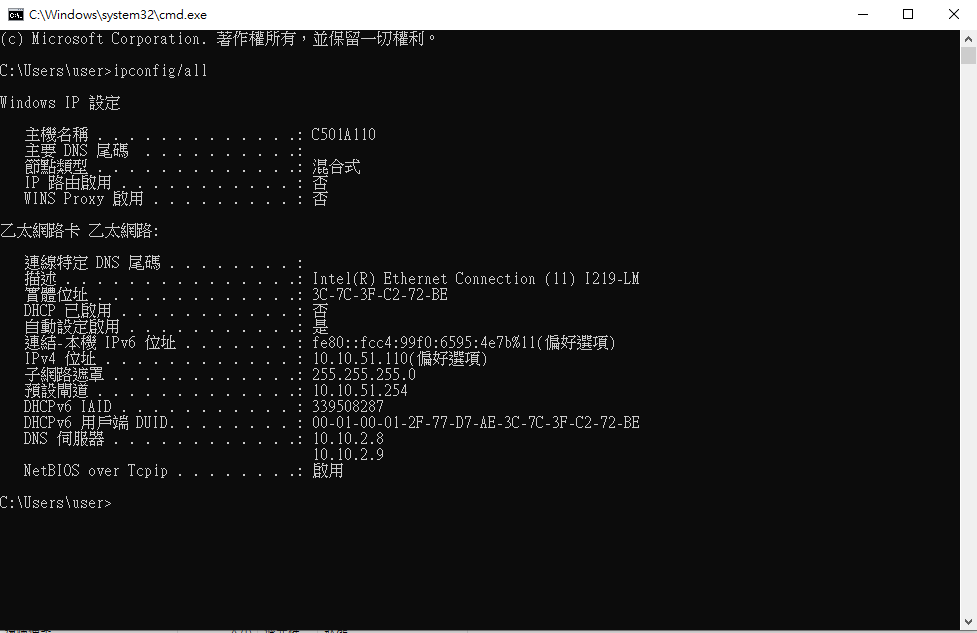 C:\Windows\system32\cmd.exe
(c) Microsoft Corporation. 著作權所有，並保留一切權利。
C:\Users\user>ipconfig/all
Windows IP 設定
主機名稱 . . . . . . . . . . . . .: C501A110
主要 DNS 尾碼  . . . . . . . . . .:
節點類型 . . . . . . . . . . . . .: 混合式
IP 路由啟用 . . . . . . . . . . . : 否
WINS Proxy 啟用 . . . . . . . . . : 否
乙太網路卡 乙太網路:
連線特定 DNS 尾碼 . . . . . . . . :
描述 . . . . . . . . . . . . . . .: Intel(R) Ethernet Connection (11) I219-LM
實體位址 . . . . . . . . . . . . .: 3C-7C-3F-C2-72-BE
DHCP 已啟用 . . . . . . . . . . . : 否
自動設定啟用 . . . . . . . . . . .: 是
連結-本機 IPv6 位址 . . . . . . . : fe80::fcc4:99f0:6595:4e7b%11(偏好選項)
IPv4 位址 . . . . . . . . . . . . : 10.10.51.110(偏好選項)
子網路遮罩 . . . . . . . . . . . .: 255.255.255.0
預設閘道 . . . . . . . . . . . . .: 10.10.51.254
DHCPv6 IAID . . . . . . . . . . . : 339508287
DHCPv6 用戶端 DUID. . . . . . . . : 00-01-00-01-2F-77-D7-AE-3C-7C-3F-C2-72-BE
DNS 伺服器 . . . . . . . . . . . .: 10.10.2.8
10.10.2.9
NetBIOS over Tcpip . . . . . . . .: 啟用
C:\Users\user>